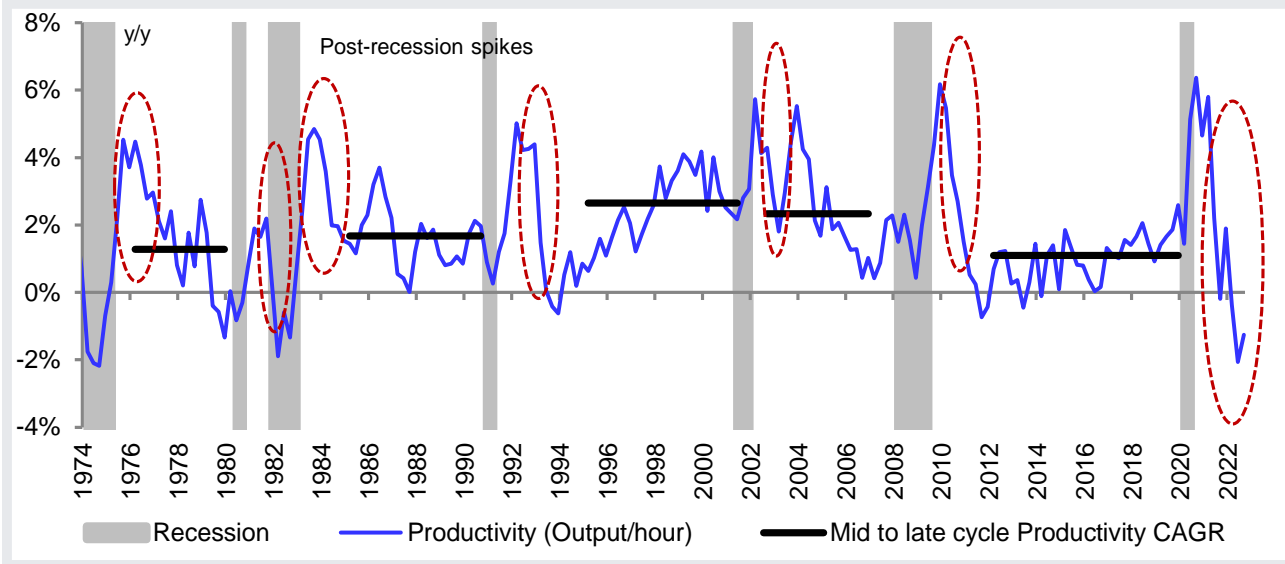 8%
y/y
Post-recession spikes
6%
4%
2%
0%
-2%
-4%
1974 1976 1978 1980 1982 1984 1986 1988 1990 1992 1994 1996 1998 2000 2002 2004 2006 2008 2010 2012 2014 2016 2018 2020 2022
Recession Productivity (Output/hour) Mid to late cycle Productivity CAGR